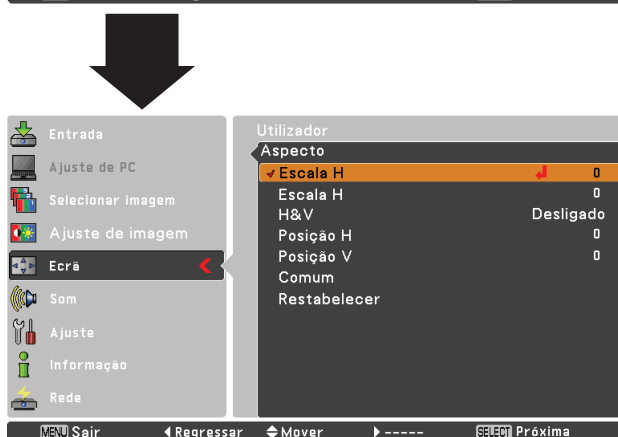 Entrada
Ajuste de PC
Selecionar imagem
Ajuste de imagem
Ecrã
Som
Ajuste
Informação
Rede
Utilizador
Aspecto
Escala H 0
Escala H 0
H&V Desligado
Posição H 0
Posição V 0
Comum
Restabelecer
MENU Sair Regressar Mover ----- SELECT Próxima